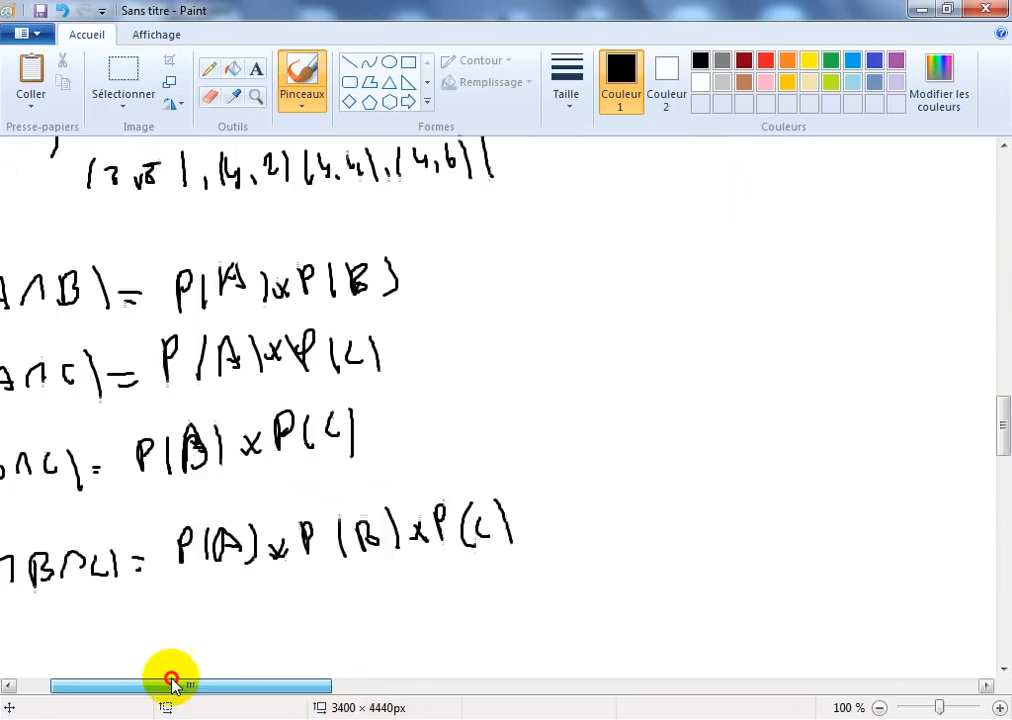 Sans titre - Paint
Accueil Affichage
Coller
Sélectionner
Pinceaux
Contour
Remplissage
Taille
Couleur 1
Couleur 2
Modifier les couleurs
Presse-papiers Image Outils Formes Couleurs
), (4, 2) (4, 4), (4, 6) )
A ∩ B ) = P(A) x P(B)
A ∩ C ) = P(A) x P(C)
∩ C ) = P(B) x P(C)
∩ B ∩ C ) = P(A) x P(B) x P(C)
3400 × 4440px
100 %